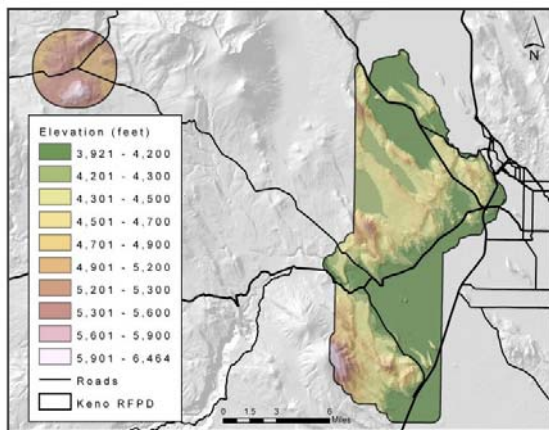 N
Elevation (feet)
3,921 - 4,200
4,201 - 4,300
4,301 - 4,500
4,501 - 4,700
4,701 - 4,900
4,901 - 5,200
5,201 - 5,300
5,301 - 5,600
5,601 - 5,900
5,901 - 6,464
Roads
Keno RFPD
0 1.5 3 6
Miles